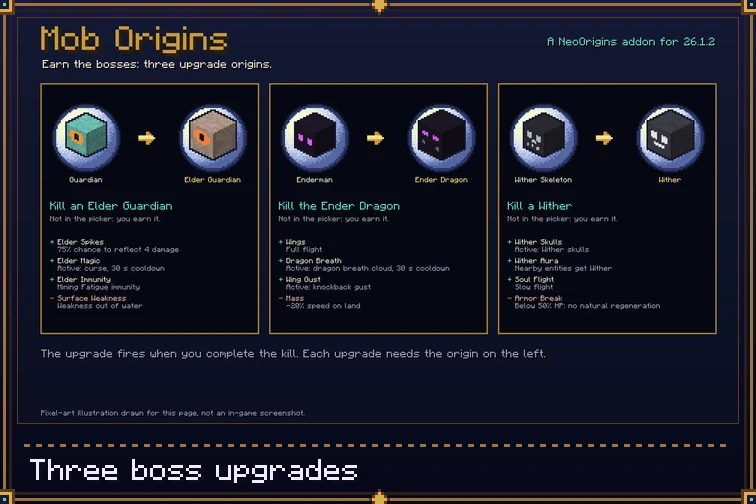 Mob Origins
A NeoOrigins addon for 26.1.2
Earn the bosses: three upgrade origins.
Guardian
Elder Guardian
Kill an Elder Guardian
Not in the picker: you earn it.
+ Elder Spikes
75% chance to reflect 4 damage
+ Elder Magic
Active: curse, 30 s cooldown
+ Elder Immunity
Mining Fatigue immunity
- Surface Weakness
Weakness out of water
Enderman
Ender Dragon
Kill the Ender Dragon
Not in the picker: you earn it.
+ Wings
Full flight
+ Dragon Breath
Active: dragon breath cloud, 30 s cooldown
+ Wing Gust
Active: knockback gust
- Mass
-20% speed on land
Wither Skeleton
Wither
Kill a Wither
Not in the picker: you earn it.
+ Wither Skulls
Active: Wither skulls
+ Wither Aura
Nearby entities get Wither
+ Soul Flight
Slow flight
- Armor Break
Below 50% HP: no natural regeneration
The upgrade fires when you complete the kill. Each upgrade needs the origin on the left.
Pixel-art illustration drawn for this page, not an in-game screenshot.
Three boss upgrades